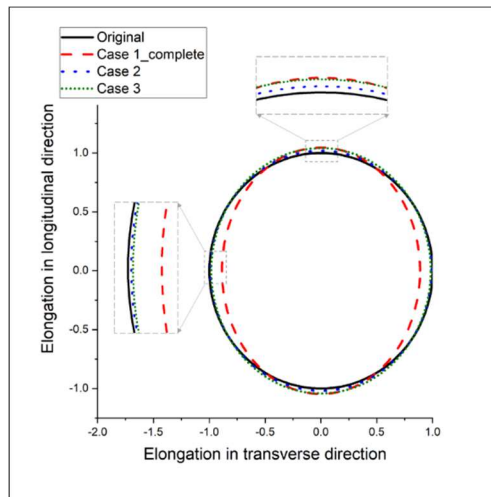 Original
Case 1_complete
Case 2
Case 3
Elongation in longitudinal direction
1.0
0.5
0.0
-0.5
-1.0
-2.0 -1.5 -1.0 -0.5 0.0 0.5 1.0
Elongation in transverse direction